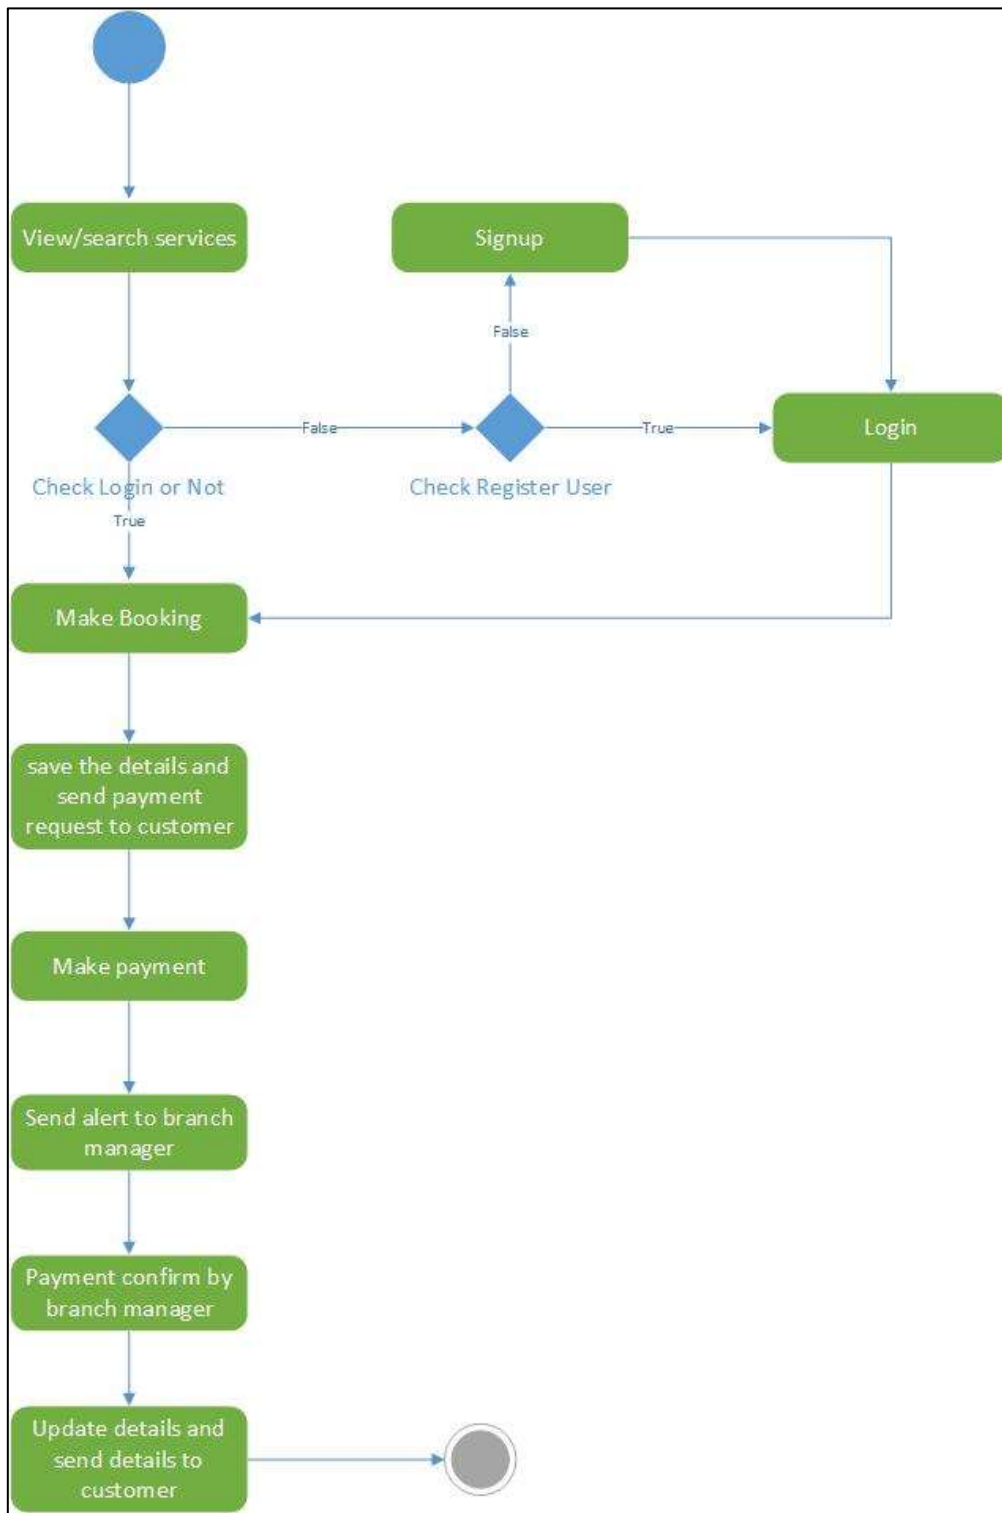 View/search services
Signup
False
False
True
Login
Check Login or Not
Check Register User
True
Make Booking
save the details and
send payment
request to customer
Make payment
Send alert to branch
manager
Payment confirm by
branch manager
Update details and
send details to
customer